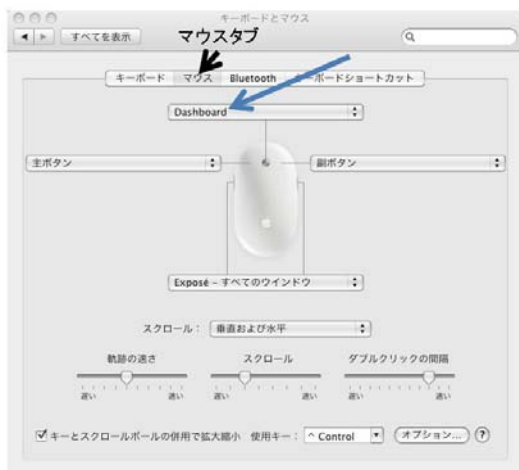 キーボードとマウス
すべてを表示
マウスタブ
キーボード マウス Bluetooth キーボードショートカット
Dashboard
主ボタン 副ボタン
Exposé – すべてのウインドウ
スクロール： 垂直および水平
軌跡の速さ スクロール ダブルクリックの間隔
遅い 速い 遅い 速い 遅い 速い
キーとスクロールボールの併用で拡大縮小 使用キー： ^ Control オプション... ?